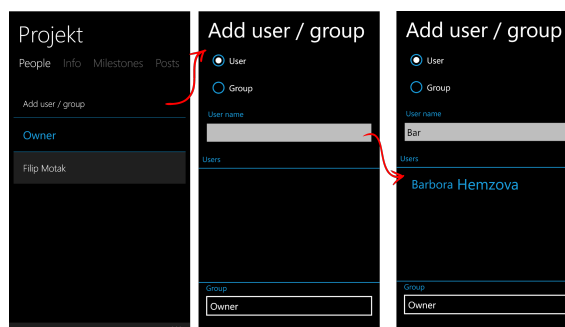 Projekt
People Info Milestones Posts
Add user / group
Owner
Filip Motak
Add user / group
User
Group
User name
Users
Group
Owner
Add user / group
User
Group
User name
Bar
Users
Barbora Hemzova
Group
Owner